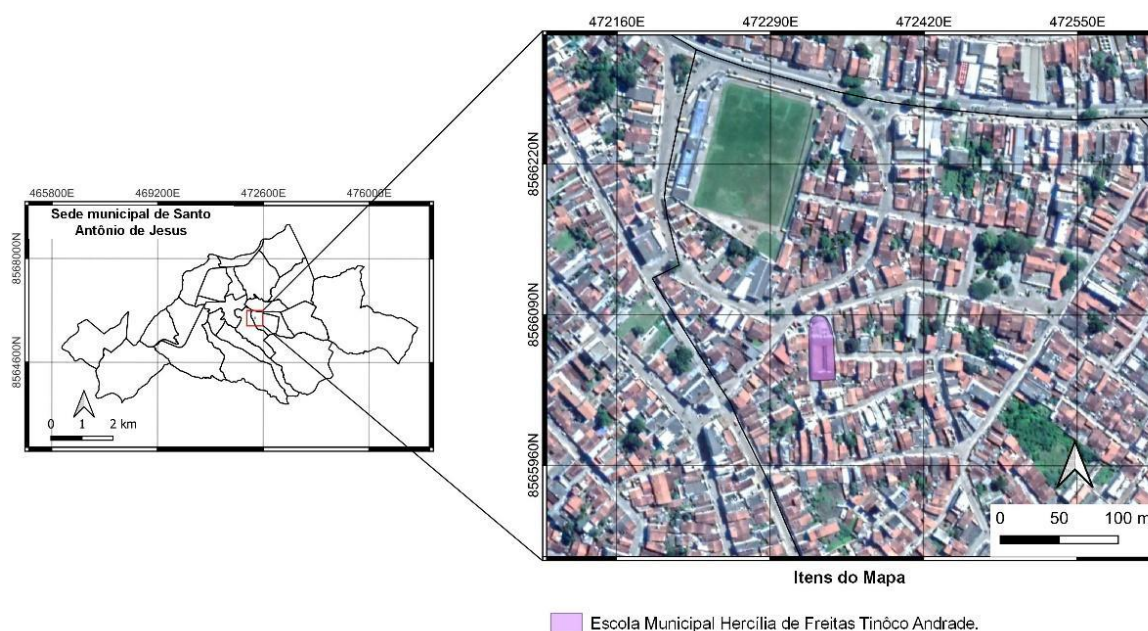 472160E 472290E 472420E 472550E
8566220N
8566090N
8565960N
465800E 469200E 472600E 476000E
Sede municipal de Santo
Antônio de Jesus
8568000N
8564600N
0 1 2 km
0 50 100 m
Itens do Mapa
Escola Municipal Hercília de Freitas Tinôco Andrade.